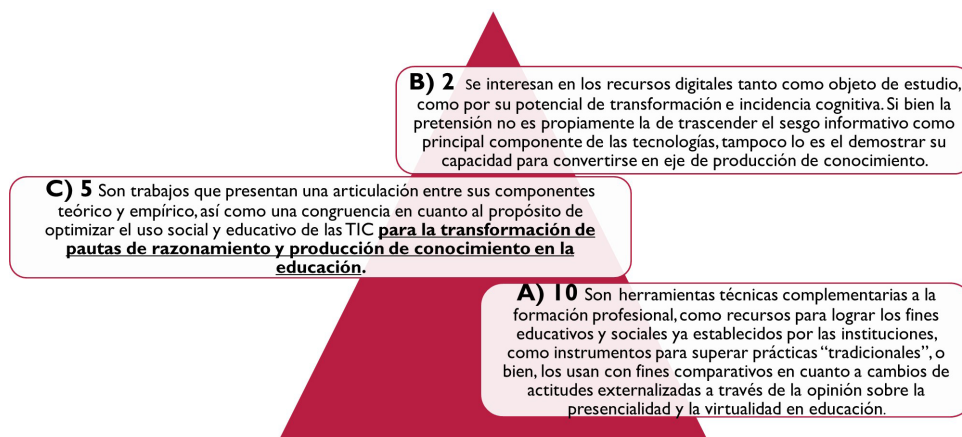 B) 2 Se interesan en los recursos digitales tanto como objeto de estudio,
como por su potencial de transformación e incidencia cognitiva. Si bien la
pretensión no es propiamente la de trascender el sesgo informativo como
principal componente de las tecnologías, tampoco lo es el demostrar su
capacidad para convertirse en eje de producción de conocimiento.
C) 5 Son trabajos que presentan una articulación entre sus componentes
teórico y empírico, así como una congruencia en cuanto al propósito de
optimizar el uso social y educativo de las TIC para la transformación de
pautas de razonamiento y producción de conocimiento en la
educación.
A) 10 Son herramientas técnicas complementarias a la
formación profesional, como recursos para lograr los fines
educativos y sociales ya establecidos por las instituciones,
como instrumentos para superar prácticas “tradicionales”, o
bien, los usan con fines comparativos en cuanto a cambios de
actitudes externalizadas a través de la opinión sobre la
presencialidad y la virtualidad en educación.